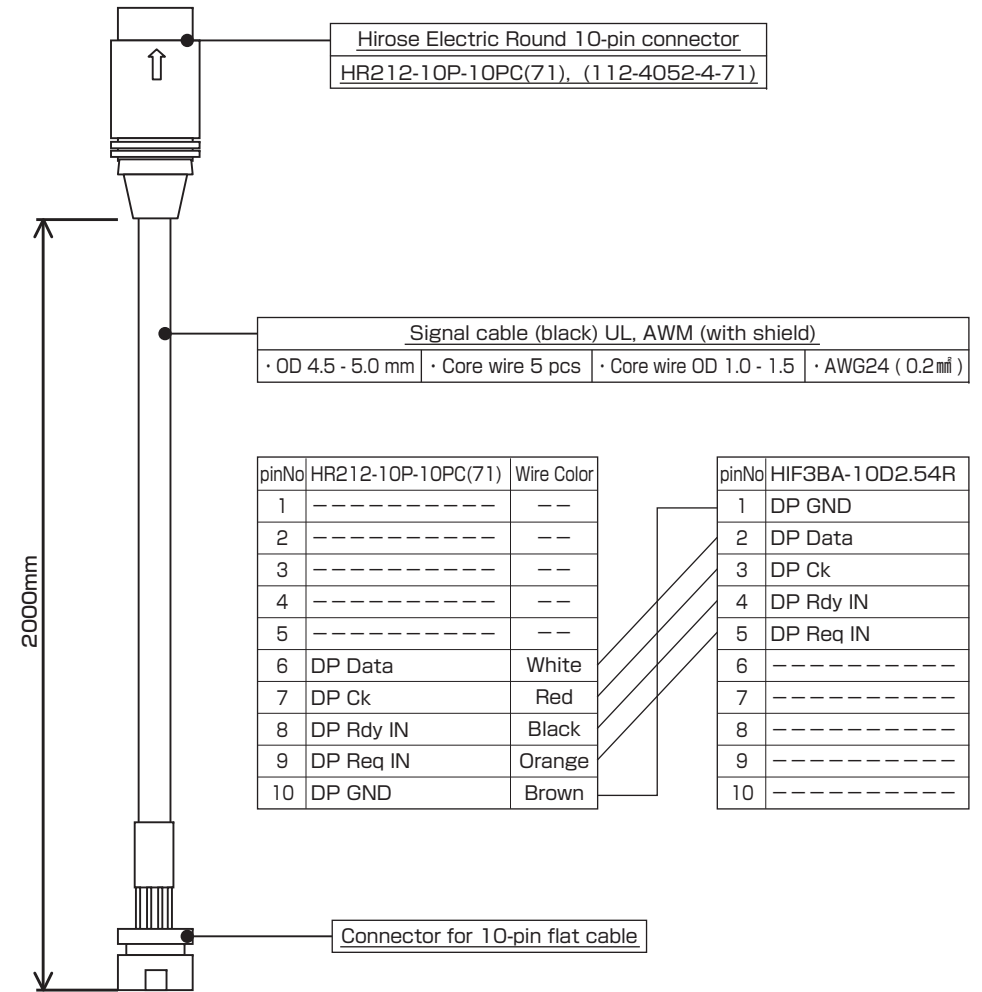 Hirose Electric Round 10-pin connector
HR212-10P-10PC(71), (112-4052-4-71)
Signal cable (black) UL, AWM (with shield)
・OD 4.5 - 5.0 mm ・Core wire 5 pcs ・Core wire OD 1.0 - 1.5 ・AWG24 ( 0.2㎟ )
2000mm
pinNo HR212-10P-10PC(71) Wire Color
1 −−−−−−−−−− −−
2 −−−−−−−−−− −−
3 −−−−−−−−−− −−
4 −−−−−−−−−− −−
5 −−−−−−−−−− −−
6 DP Data White
7 DP Ck Red
8 DP Rdy IN Black
9 DP Req IN Orange
10 DP GND Brown
pinNo HIF3BA-10D2.54R
1 DP GND
2 DP Data
3 DP Ck
4 DP Rdy IN
5 DP Req IN
6 −−−−−−−−−−
7 −−−−−−−−−−
8 −−−−−−−−−−
9 −−−−−−−−−−
10 −−−−−−−−−−
Connector for 10-pin flat cable